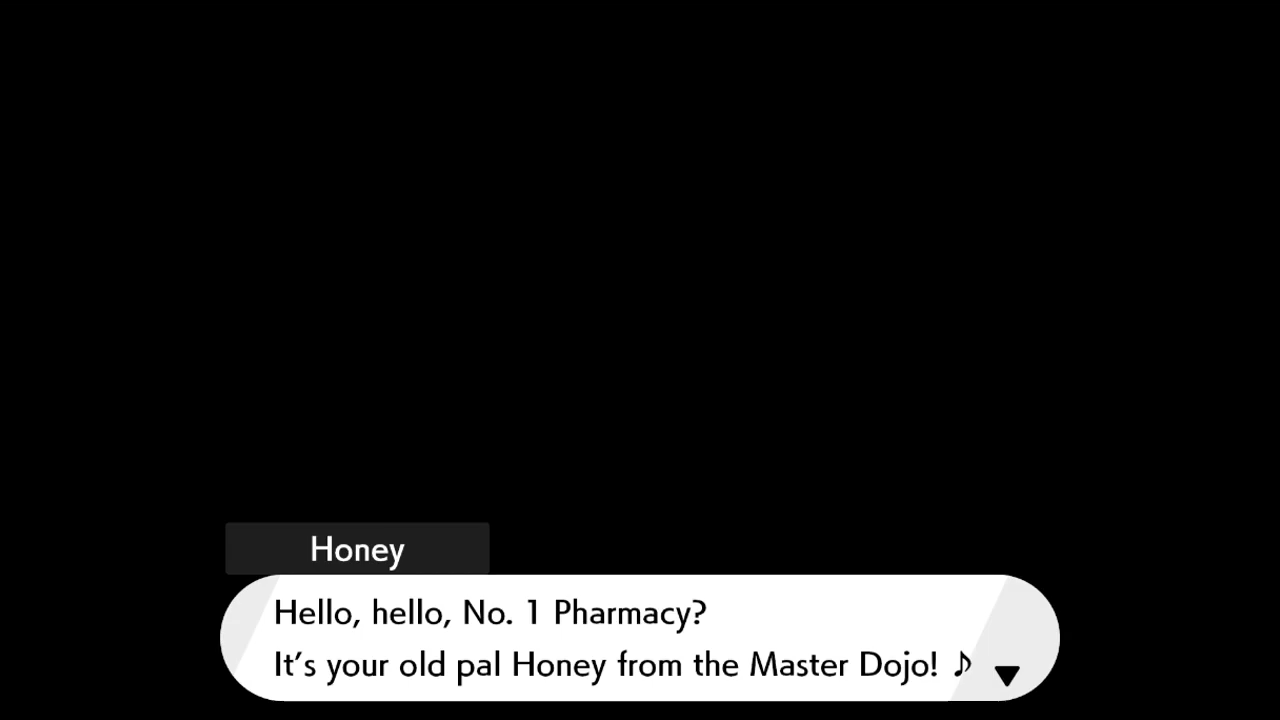 Honey
Hello, hello, No. 1 Pharmacy?
It's your old pal Honey from the Master Dojo! ♪